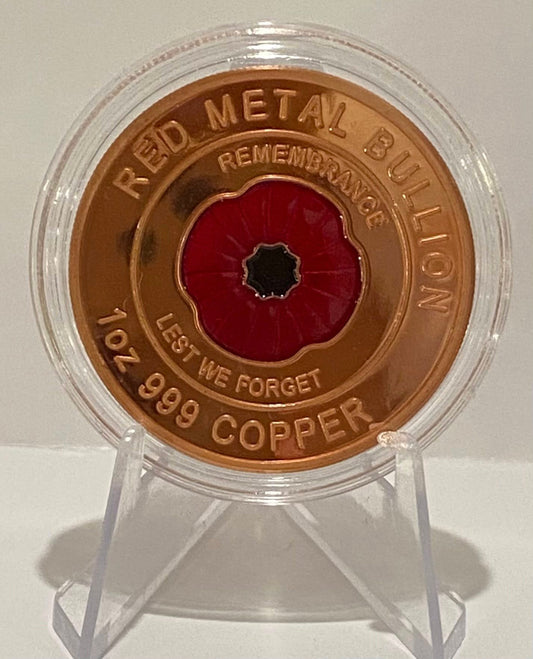 RED METAL BULLION
REMEMBRANCE
LEST WE FORGET
1oz 999 COPPER